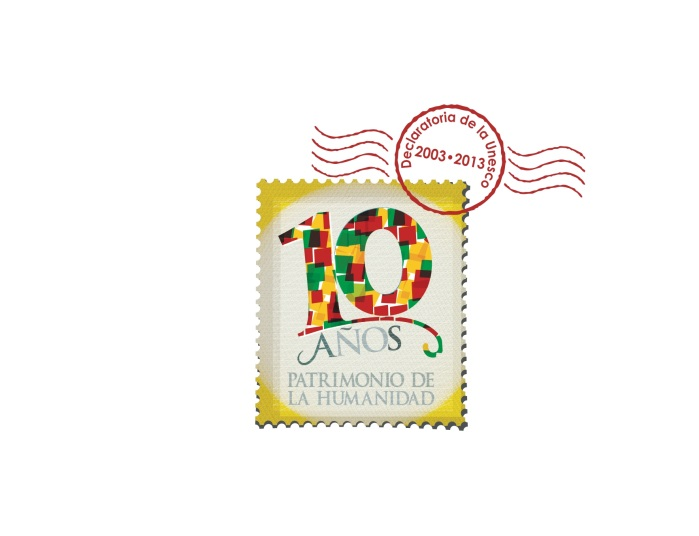 Declaratoria de la Unesco
2003 • 2013
10
AÑOS
PATRIMONIO DE
LA HUMANIDAD